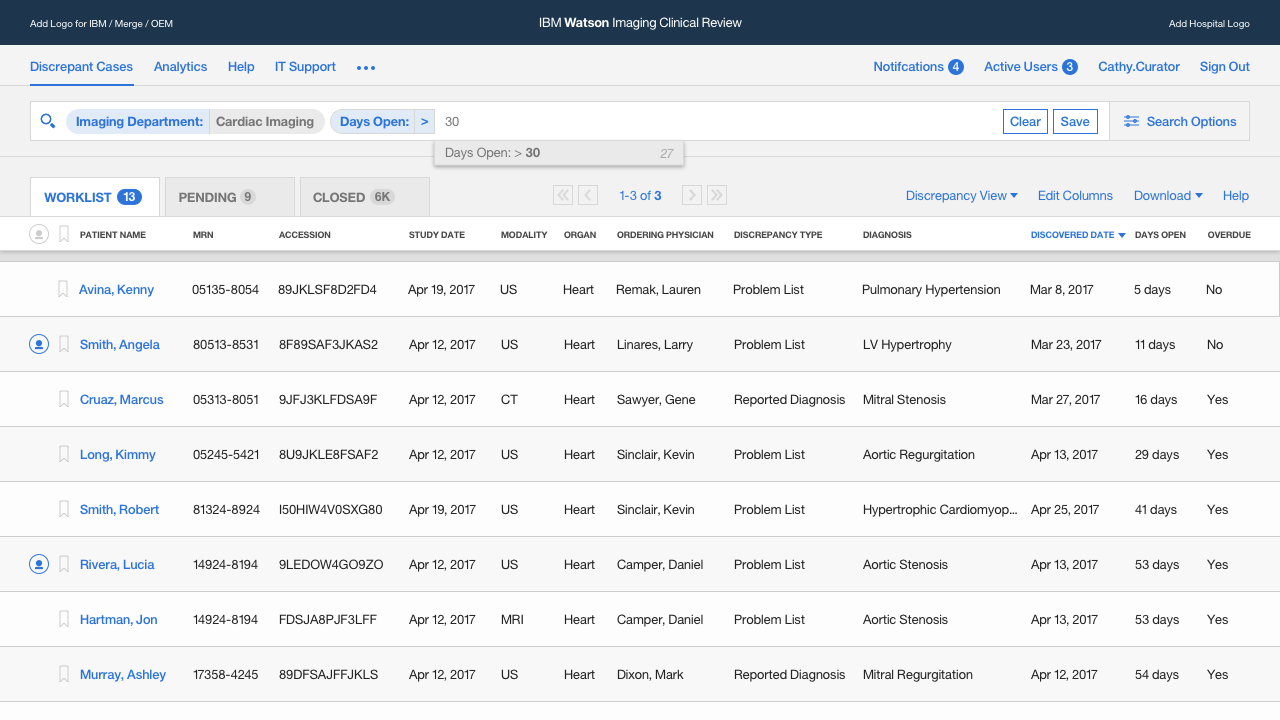 Add Logo for IBM / Merge / OEM
IBM Watson Imaging Clinical Review
Add Hospital Logo
Discrepant Cases Analytics Help IT Support
Notifcations 4 Active Users 3 Cathy.Curator Sign Out
Imaging Department: Cardiac Imaging Days Open: > 30 Clear Save Search Options
Days Open: > 30 27
WORKLIST 13 PENDING 9 CLOSED 6K 1-3 of 3 Discrepancy View Edit Columns Download Help
PATIENT NAME MRN ACCESSION STUDY DATE MODALITY ORGAN ORDERING PHYSICIAN DISCREPANCY TYPE DIAGNOSIS DISCOVERED DATE DAYS OPEN OVERDUE
Avina, Kenny 05135-8054 89JKLSF8D2FD4 Apr 19, 2017 US Heart Remak, Lauren Problem List Pulmonary Hypertension Mar 8, 2017 5 days No
Smith, Angela 80513-8531 8F89SAF3JKAS2 Apr 12, 2017 US Heart Linares, Larry Problem List LV Hypertrophy Mar 23, 2017 11 days No
Cruaz, Marcus 05313-8051 9JFJ3KLFDSA9F Apr 12, 2017 CT Heart Sawyer, Gene Reported Diagnosis Mitral Stenosis Mar 27, 2017 16 days Yes
Long, Kimmy 05245-5421 8U9JKLE8FSAF2 Apr 12, 2017 US Heart Sinclair, Kevin Problem List Aortic Regurgitation Apr 13, 2017 29 days Yes
Smith, Robert 81324-8924 I50HIW4V0SXG80 Apr 19, 2017 US Heart Sinclair, Kevin Problem List Hypertrophic Cardiomyop... Apr 25, 2017 41 days Yes
Rivera, Lucia 14924-8194 9LEDOW4GO9ZO Apr 12, 2017 US Heart Camper, Daniel Problem List Aortic Stenosis Apr 13, 2017 53 days Yes
Hartman, Jon 14924-8194 FDSJA8PJF3LFF Apr 12, 2017 MRI Heart Camper, Daniel Problem List Aortic Stenosis Apr 13, 2017 53 days Yes
Murray, Ashley 17358-4245 89DFSAJFFJKLS Apr 12, 2017 US Heart Dixon, Mark Reported Diagnosis Mitral Regurgitation Apr 12, 2017 54 days Yes